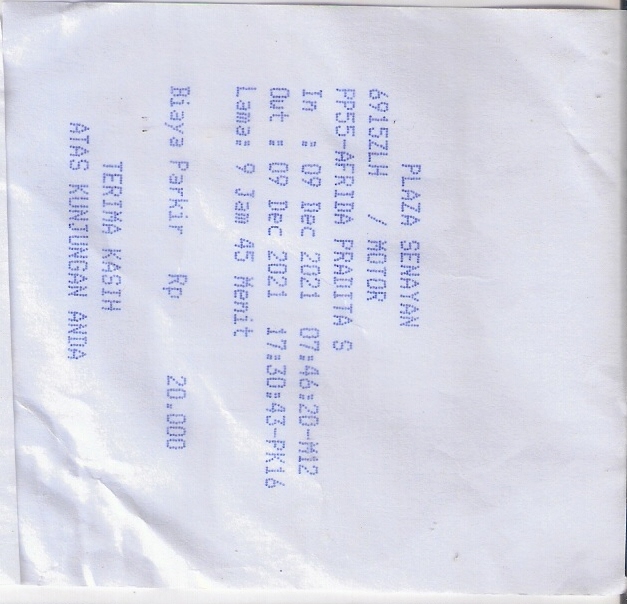 PLAZA SENAYAN
6915ZLH / MOTOR
PP55-AFRIDA PRADITA S
In : 09 Dec 2021 07:46:20-M12
Out : 09 Dec 2021 17:30:43-PK16
Lama: 9 Jam 45 Menit
Biaya Parkir Rp 20.000
TERIMA KASIH
ATAS KUNJUNGAN ANDA